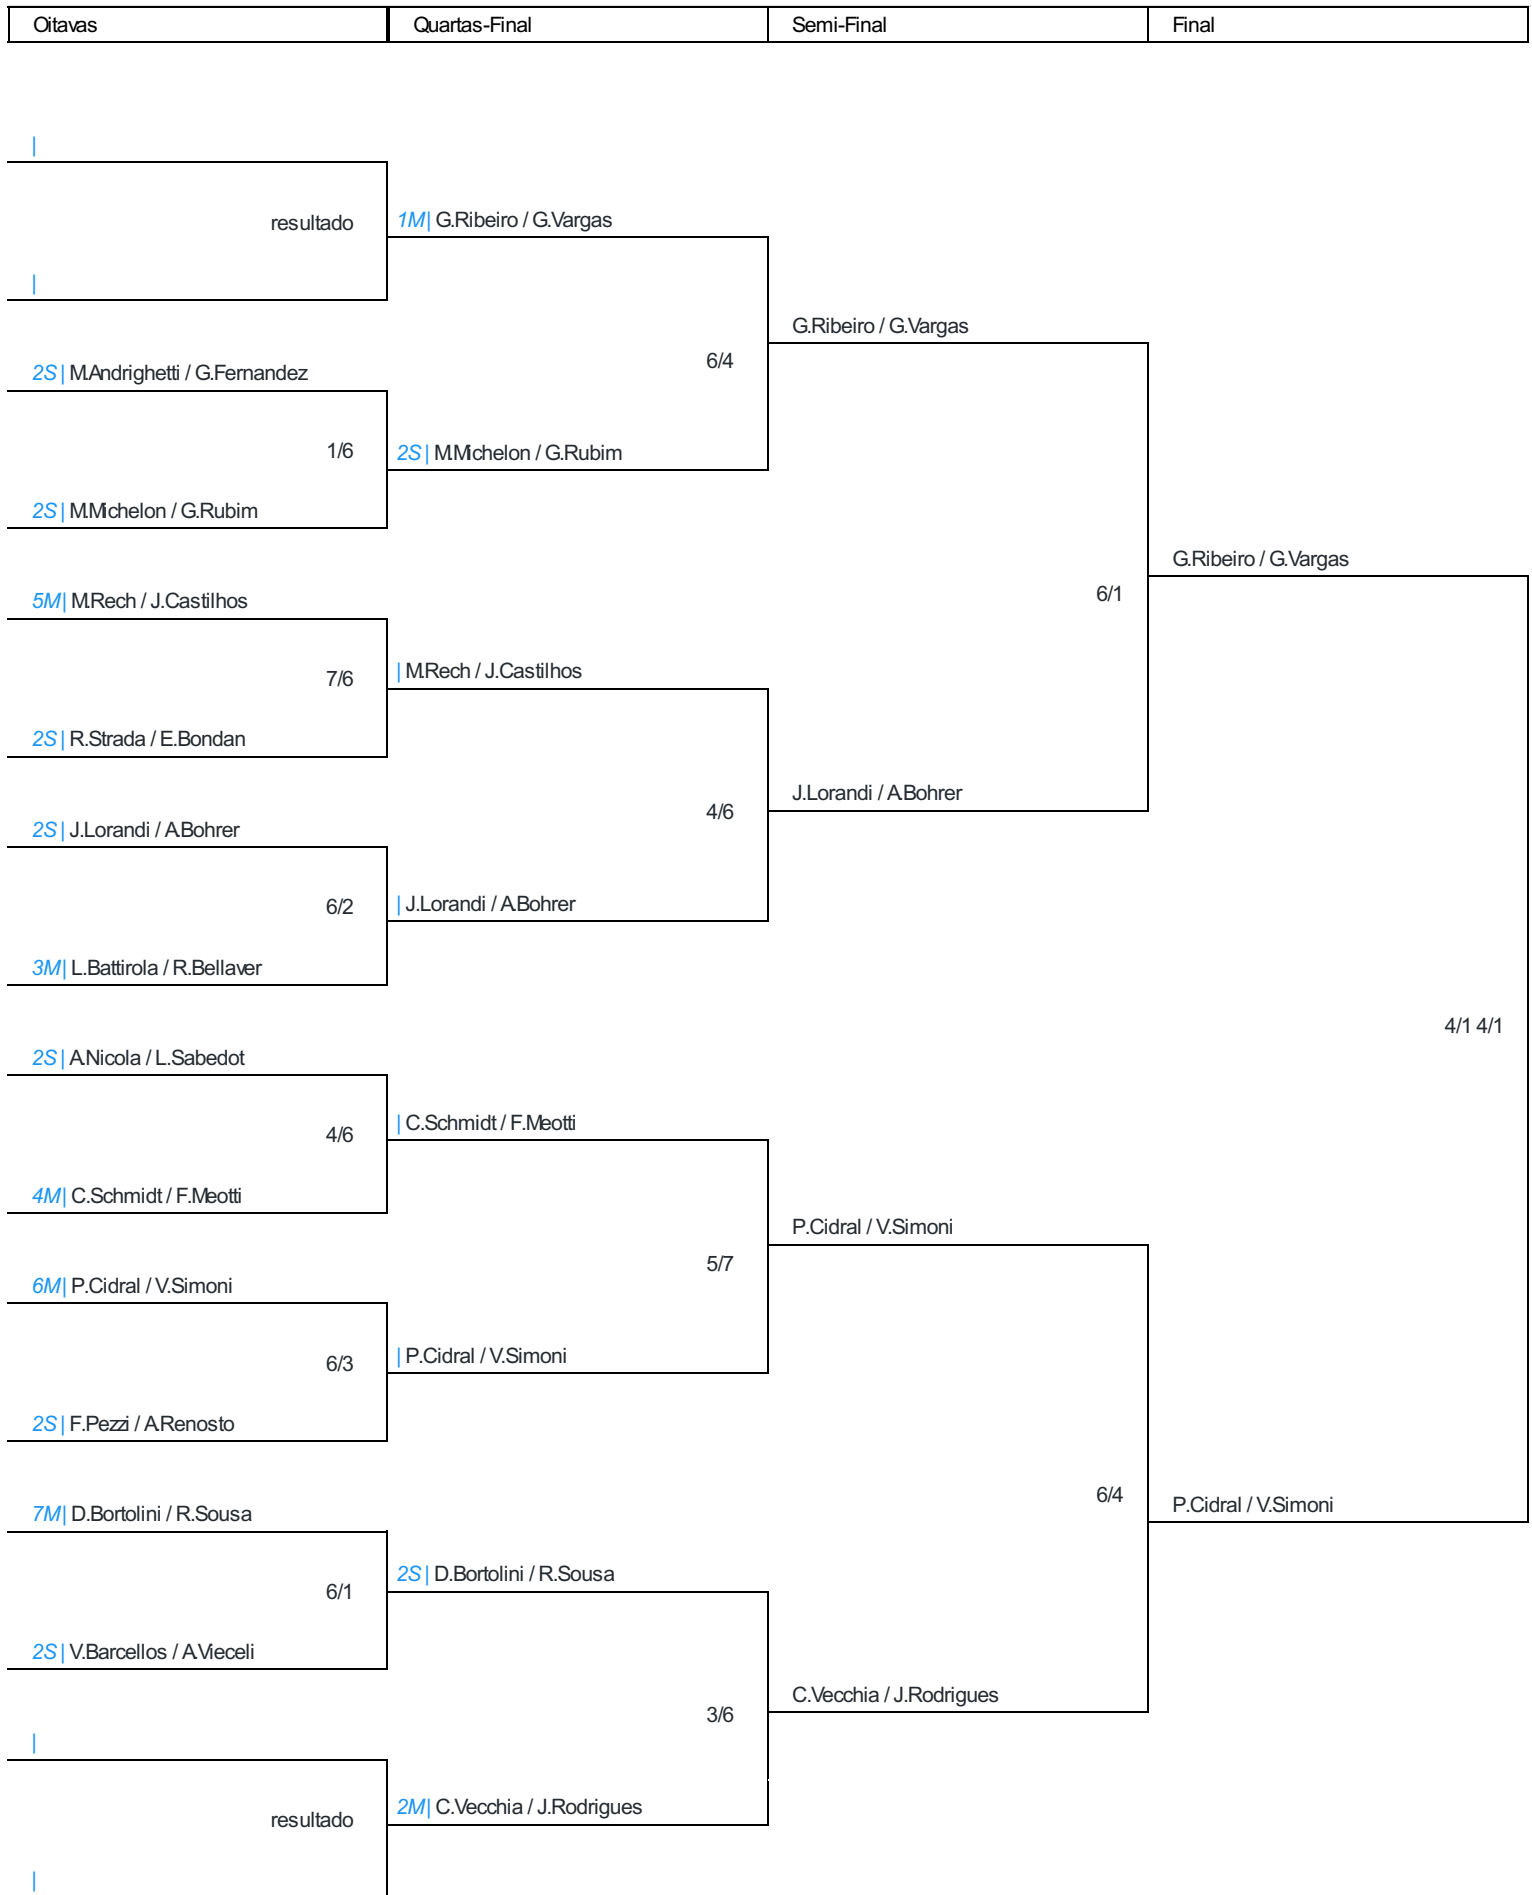 Oitavas
Quartas-Final
Semi-Final
Final
|
resultado
1M| G.Ribeiro / G.Vargas
|
G.Ribeiro / G.Vargas
6/4
2S| M.Andrighetti / G.Fernandez
1/6
2S| M.Michelon / G.Rubim
2S| M.Michelon / G.Rubim
G.Ribeiro / G.Vargas
6/1
5M| M.Rech / J.Castilhos
7/6
| M.Rech / J.Castilhos
2S| R.Strada / E.Bondan
J.Lorandi / A.Bohrer
4/6
2S| J.Lorandi / A.Bohrer
6/2
| J.Lorandi / A.Bohrer
3M| L.Battirola / R.Bellaver
4/1 4/1
2S| A.Nicola / L.Sabedot
4/6
| C.Schmidt / F.Meotti
4M| C.Schmidt / F.Meotti
P.Cidral / V.Simoni
5/7
6M| P.Cidral / V.Simoni
6/3
| P.Cidral / V.Simoni
2S| F.Pezzi / A.Renosto
6/4
P.Cidral / V.Simoni
7M| D.Bortolini / R.Sousa
6/1
2S| D.Bortolini / R.Sousa
2S| V.Barcellos / A.Vieceli
C.Vecchia / J.Rodrigues
3/6
|
resultado
2M| C.Vecchia / J.Rodrigues
|